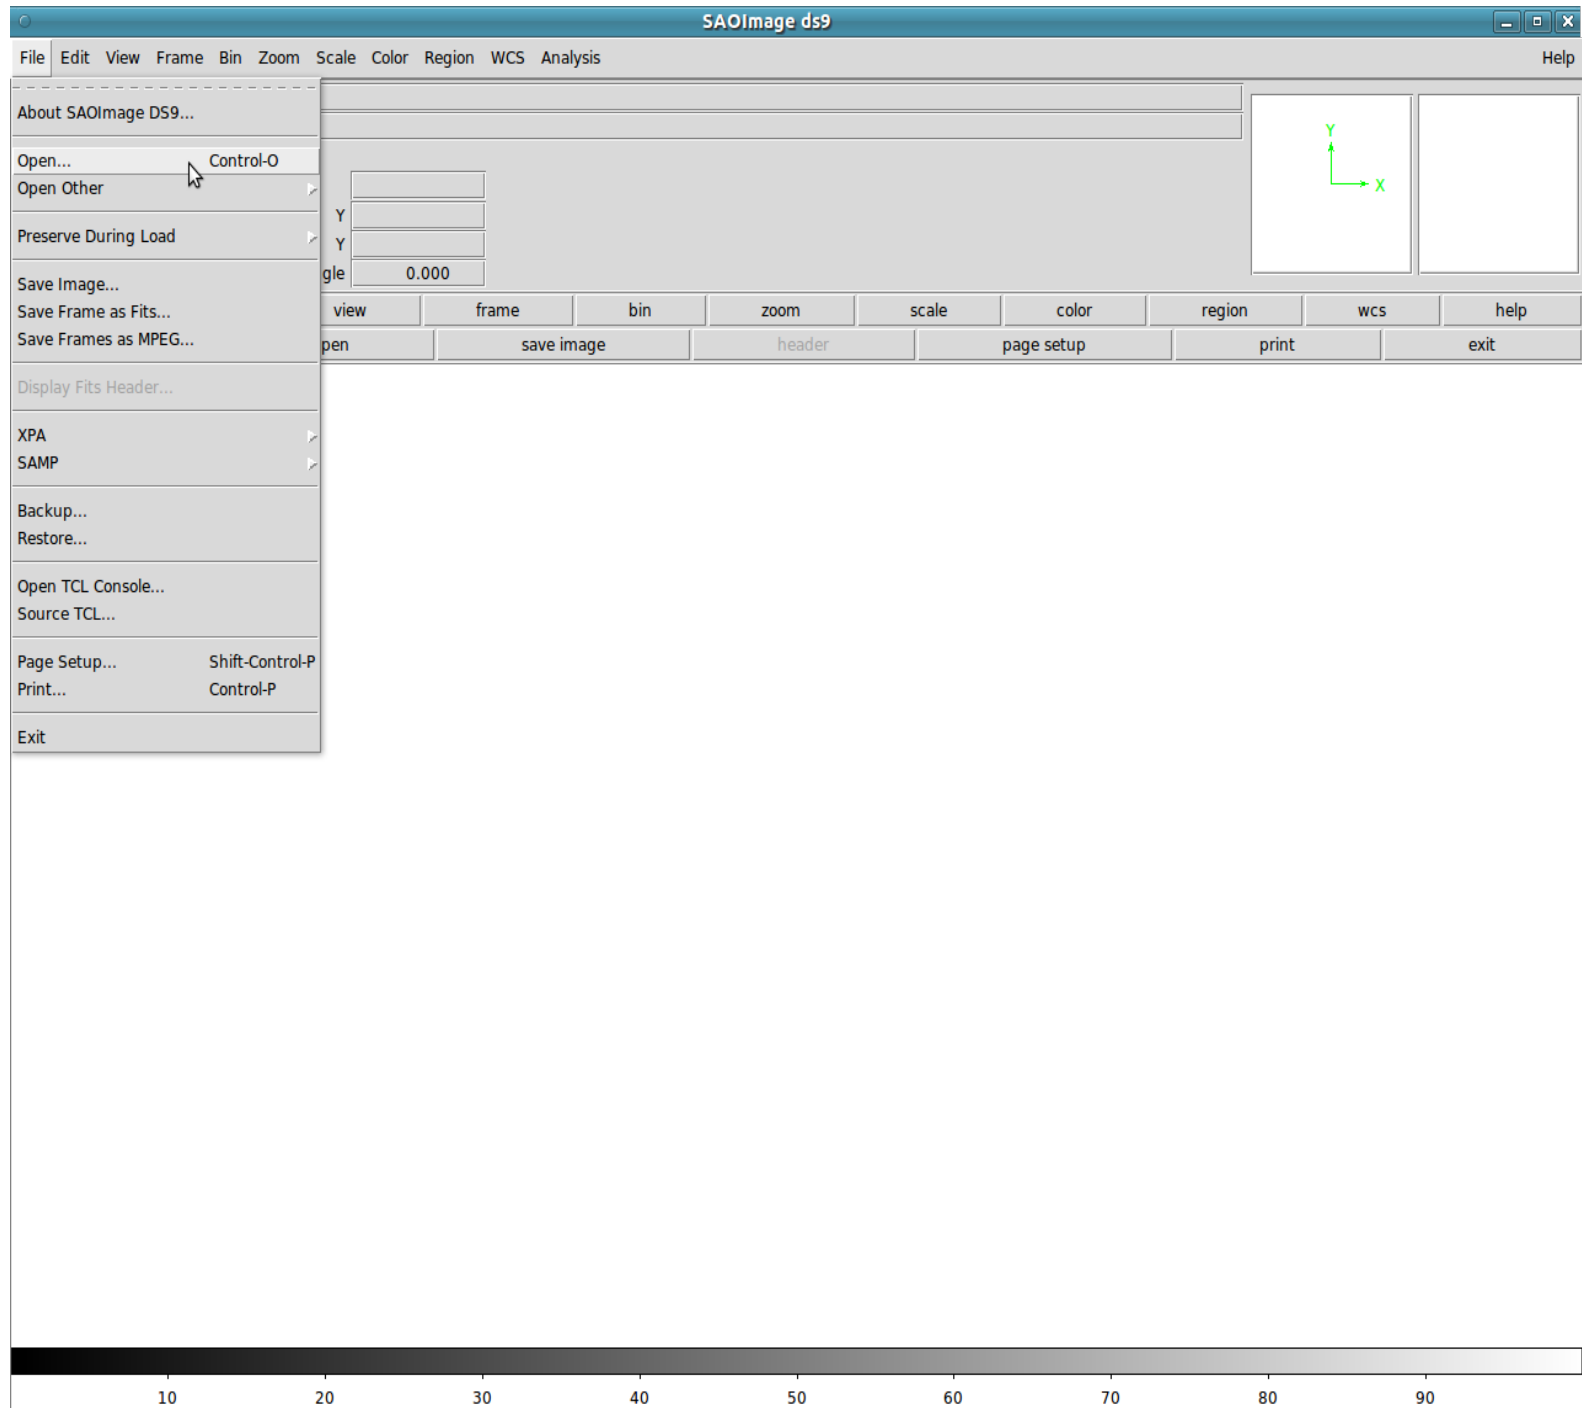 SAOImage ds9
File Edit View Frame Bin Zoom Scale Color Region WCS Analysis Help
About SAOImage DS9...
Open... Control-O
Open Other
Preserve During Load
Save Image...
Save Frame as Fits...
Save Frames as MPEG...
Display Fits Header...
XPA
SAMP
Backup...
Restore...
Open TCL Console...
Source TCL...
Page Setup... Shift-Control-P
Print... Control-P
Exit
Y
Y
gle 0.000
Y
X
view frame bin zoom scale color region wcs help
pen save image header page setup print exit
10 20 30 40 50 60 70 80 90